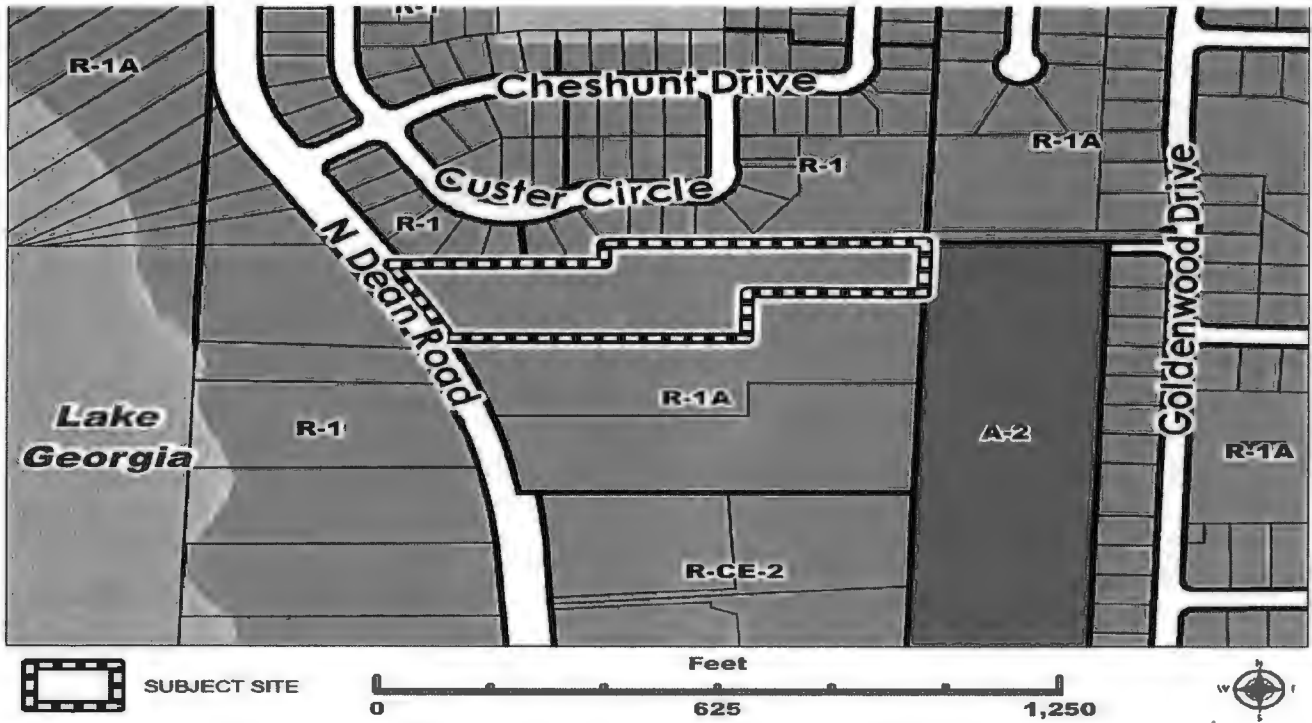 R-1
R-1A
Cheshunt Drive
R-1A
R-1
Custer Circle
R-1
N Dean Road
Goldenwood Drive
R-1A
Lake
Georgia
R-1
A-2
R-1A
R-CE-2
SUBJECT SITE
Feet
0
625
1,250
N
W